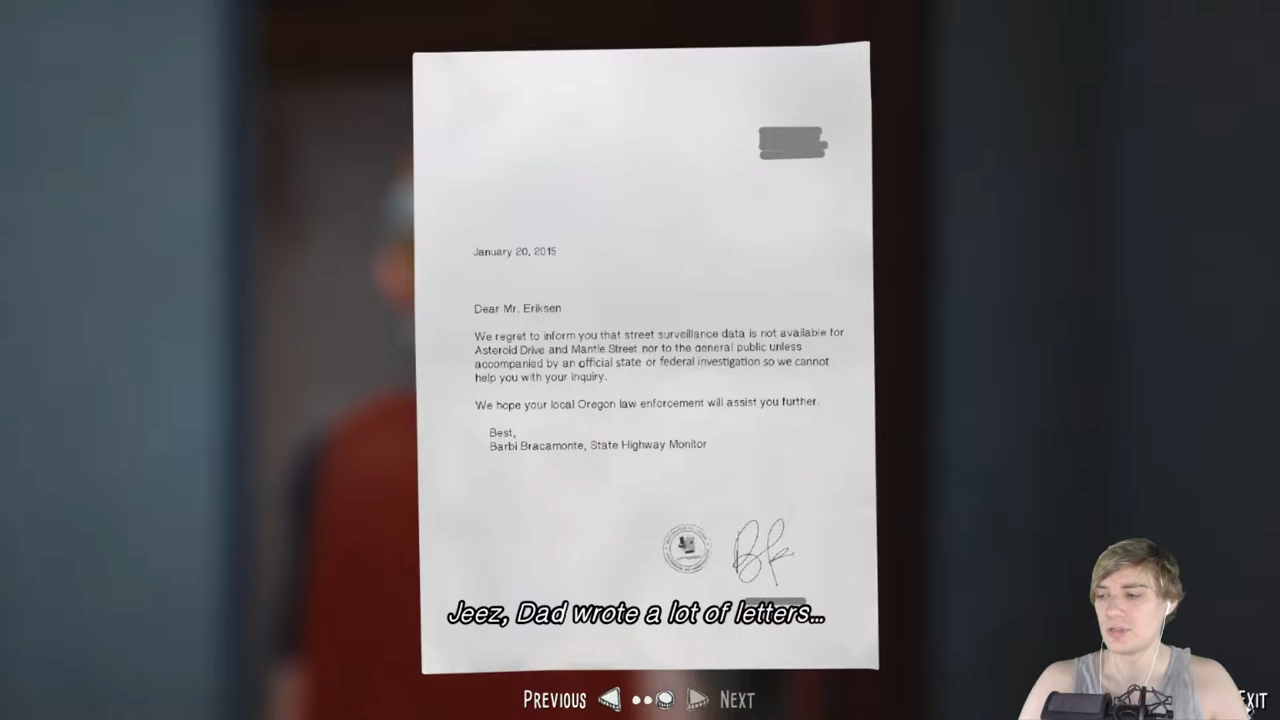 January 20, 2015
Dear Mr. Eriksen
We regret to inform you that street surveillance data is not available for
Asteroid Drive and Mantle Street nor to the general public unless
accompanied by an official state or federal investigation so we cannot
help you with your inquiry.
We hope your local Oregon law enforcement will assist you further.
Best,
Barbi Bracamonte, State Highway Monitor
Jeez, Dad wrote a lot of letters...
PREVIOUS NEXT
EXIT